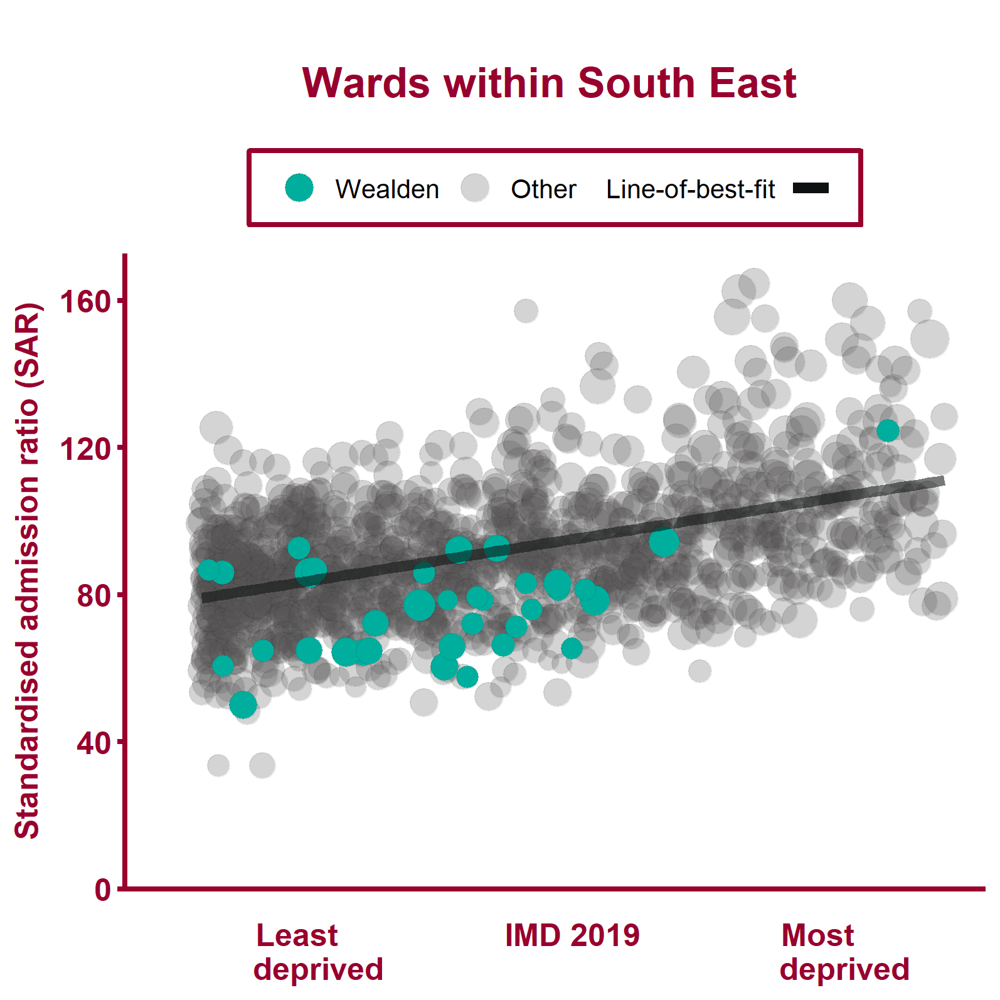 Wards within South East
Wealden Other Line-of-best-fit
Standardised admission ratio (SAR)
160
120
80
40
0
Least deprived
IMD 2019
Most deprived